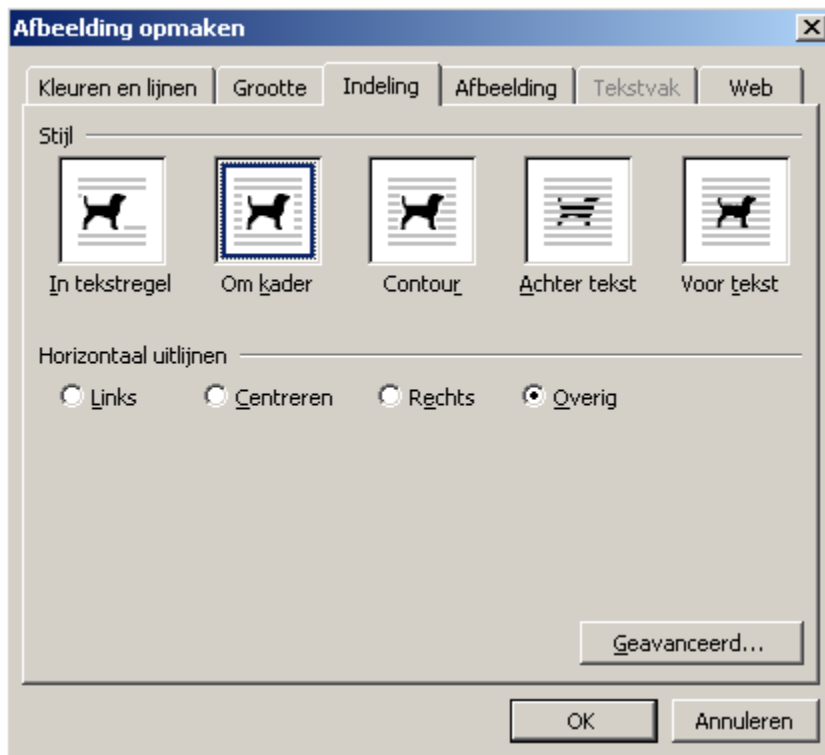 Afbeelding opmaken
Kleuren en lijnen Grootte Indeling Afbeelding Tekstvak Web
Stijl
In tekstregel Om kader Contour Achter tekst Voor tekst
Horizontaal uitlijnen
Links Centreren Rechts Overig
Geavanceerd...
OK Annuleren